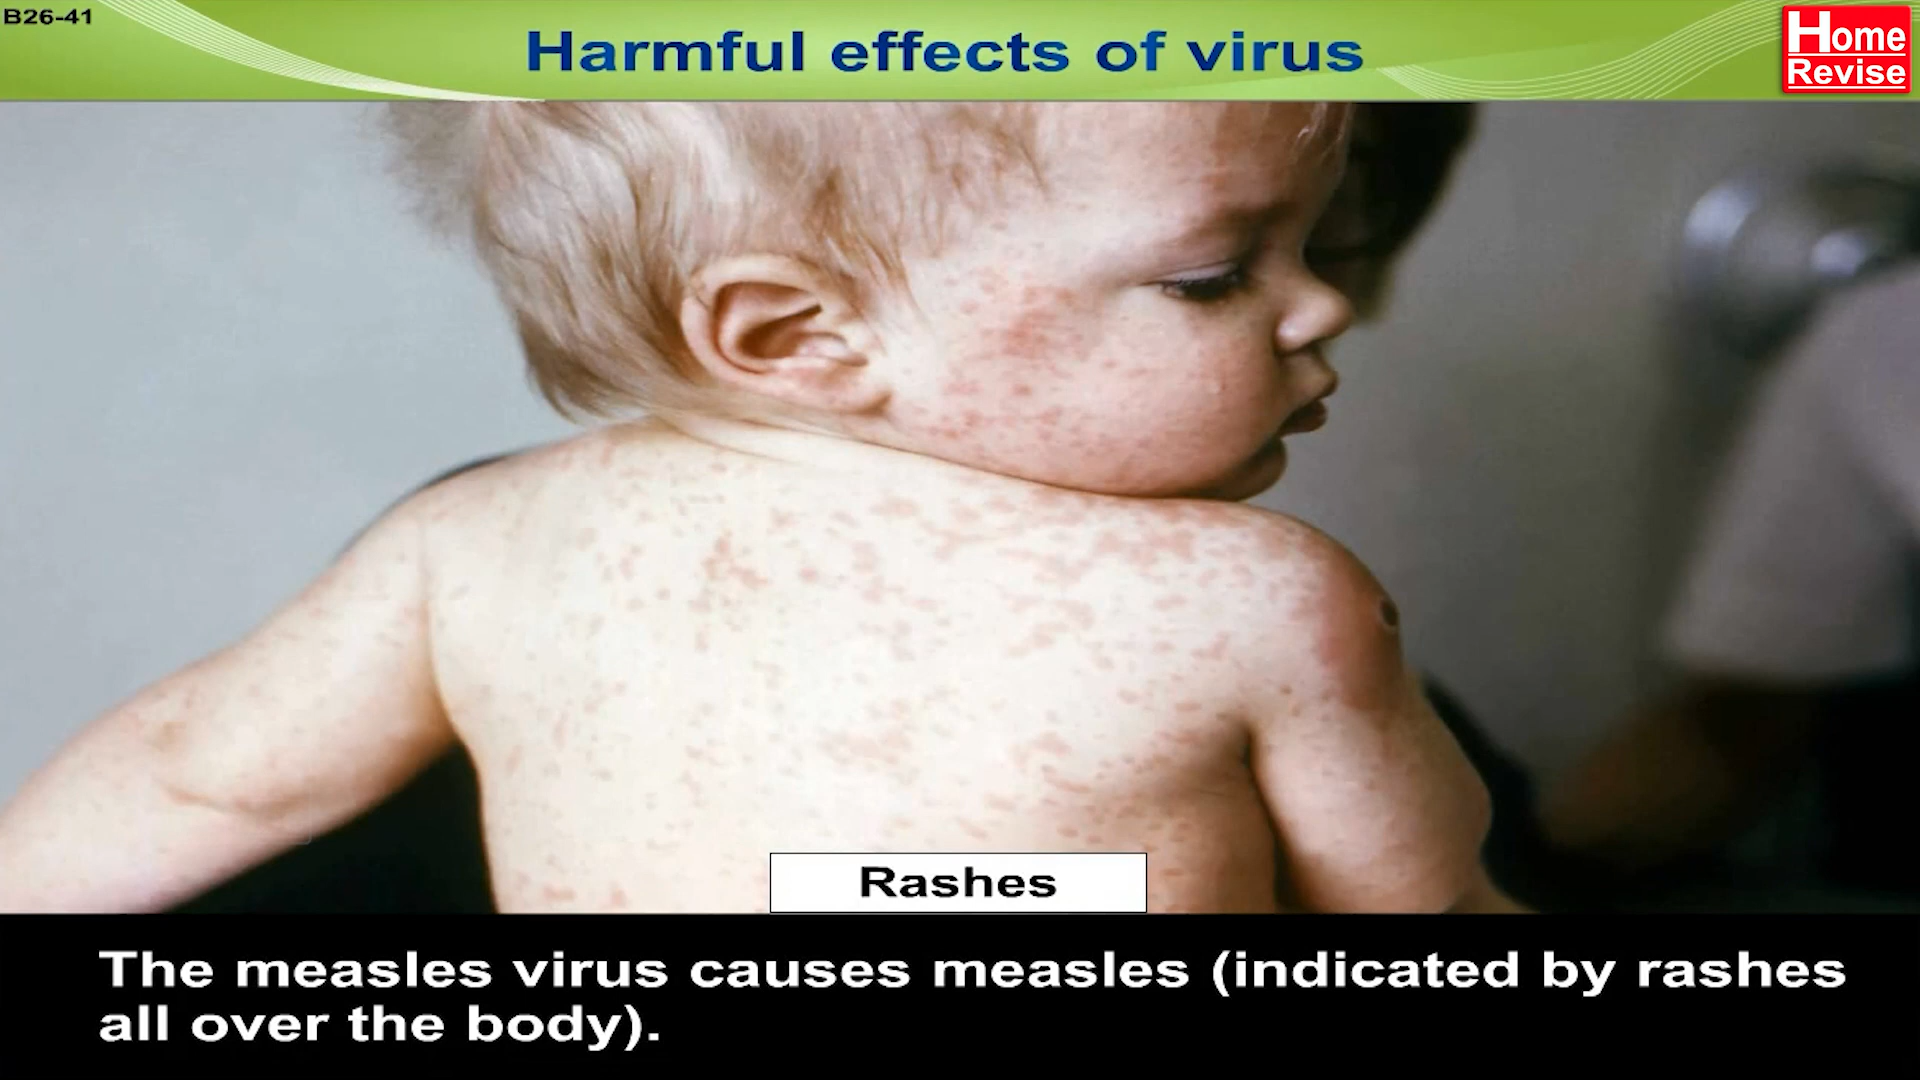 B26-41
Harmful effects of virus
Home
Revise
Rashes
The measles virus causes measles (indicated by rashes
all over the body).